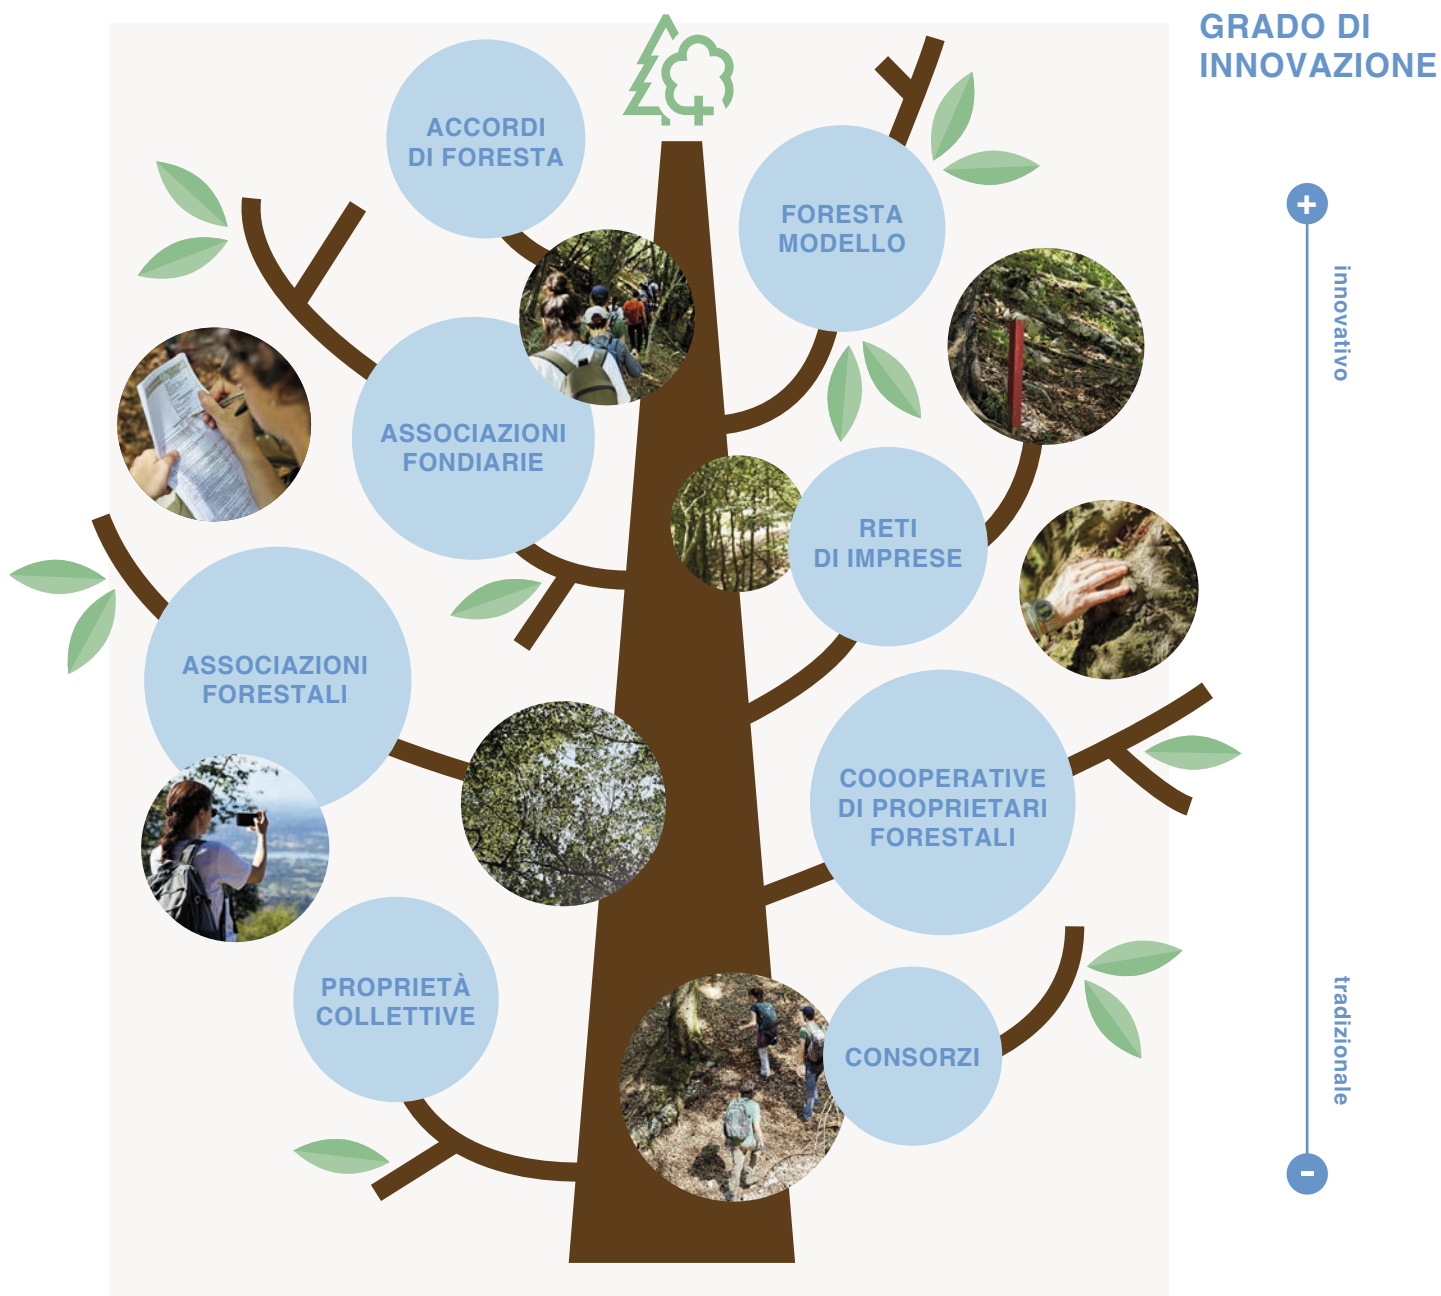 GRADO DI
INNOVAZIONE
ACCORDI
DI FORESTA
FORESTA
MODELLO
+
innovativo
ASSOCIAZIONI
FONDIARIE
RETI
DI IMPRESE
ASSOCIAZIONI
FORESTALI
COOOPERATIVE
DI PROPRIETARI
FORESTALI
PROPRIETÀ
COLLETTIVE
CONSORZI
tradizionale
-